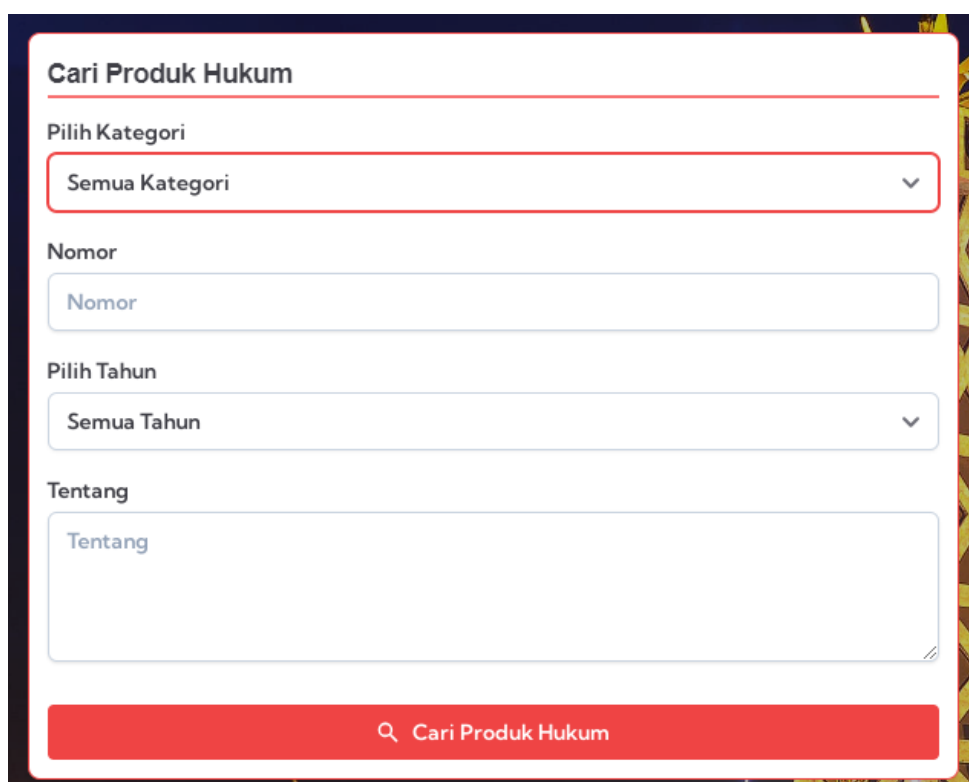 Cari Produk Hukum
Pilih Kategori
Semua Kategori
Nomor
Nomor
Pilih Tahun
Semua Tahun
Tentang
Tentang
Cari Produk Hukum